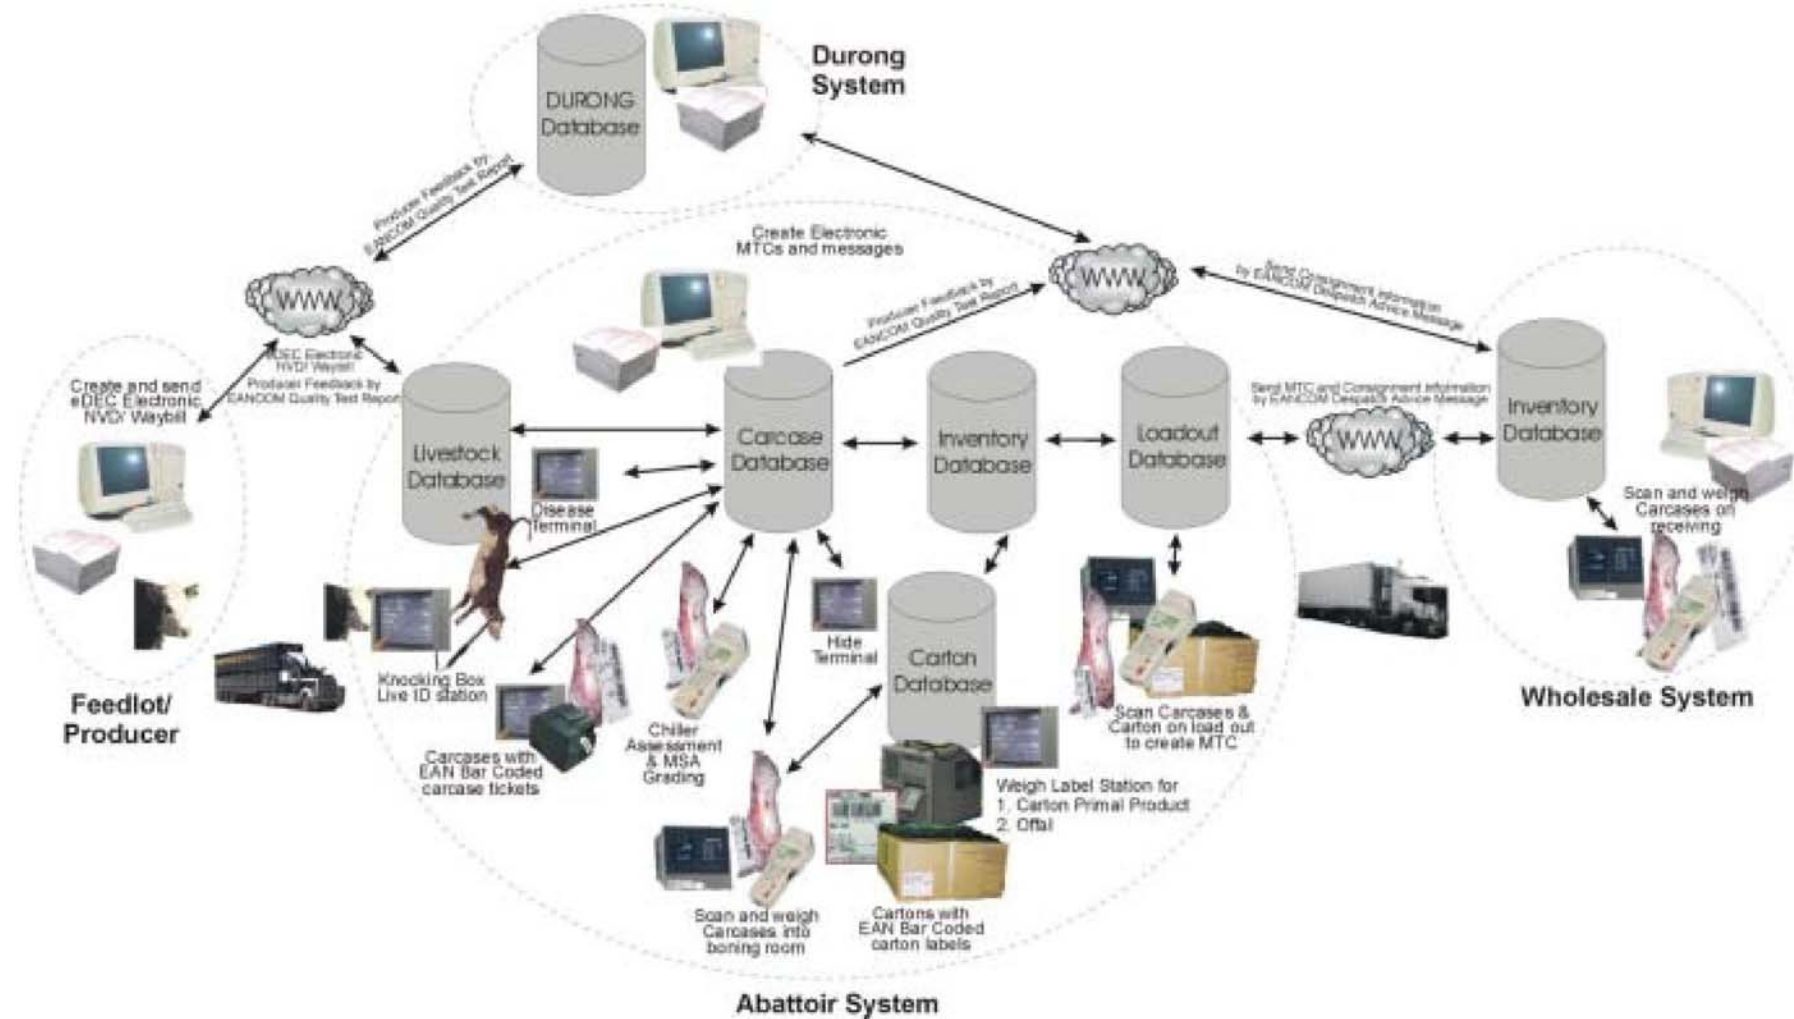 Durong
System
DURONG
Database
Producer Feedback by
EANCOM Quality Test Report
Create Electronic
MTCs and messages
WWW
WWW
Producer Feedback by
EANCOM Quality Test Report
Send Consignment information
by EANCOM Despatch Advice Message
Create and send
eDEC Electronic
NVD/ Waybill
eDEC Electronic
NVD/ Waybill
Producer Feedback by
EANCOM Quality Test Report
Livestock
Database
Carcase
Database
Inventory
Database
Loadout
Database
Send MTC and Consignment information
by EANCOM Despatch Advice Message
WWW
Inventory
Database
Disease
Terminal
Scan and weigh
Carcases on
receiving
Hide
Terminal
Carton
Database
Knocking Box
Live ID station
Feedlot/
Producer
Wholesale System
Carcases with
EAN Bar Coded
carcase tickets
Chiller
Assessment
& MSA
Grading
Scan Carcases &
Carton on load out
to create MTC
Weigh Label Station for
1. Carton Primal Product
2. Offal
Scan and weigh
Carcases into
boning room
Cartons with
EAN Bar Coded
carton labels
Abattoir System